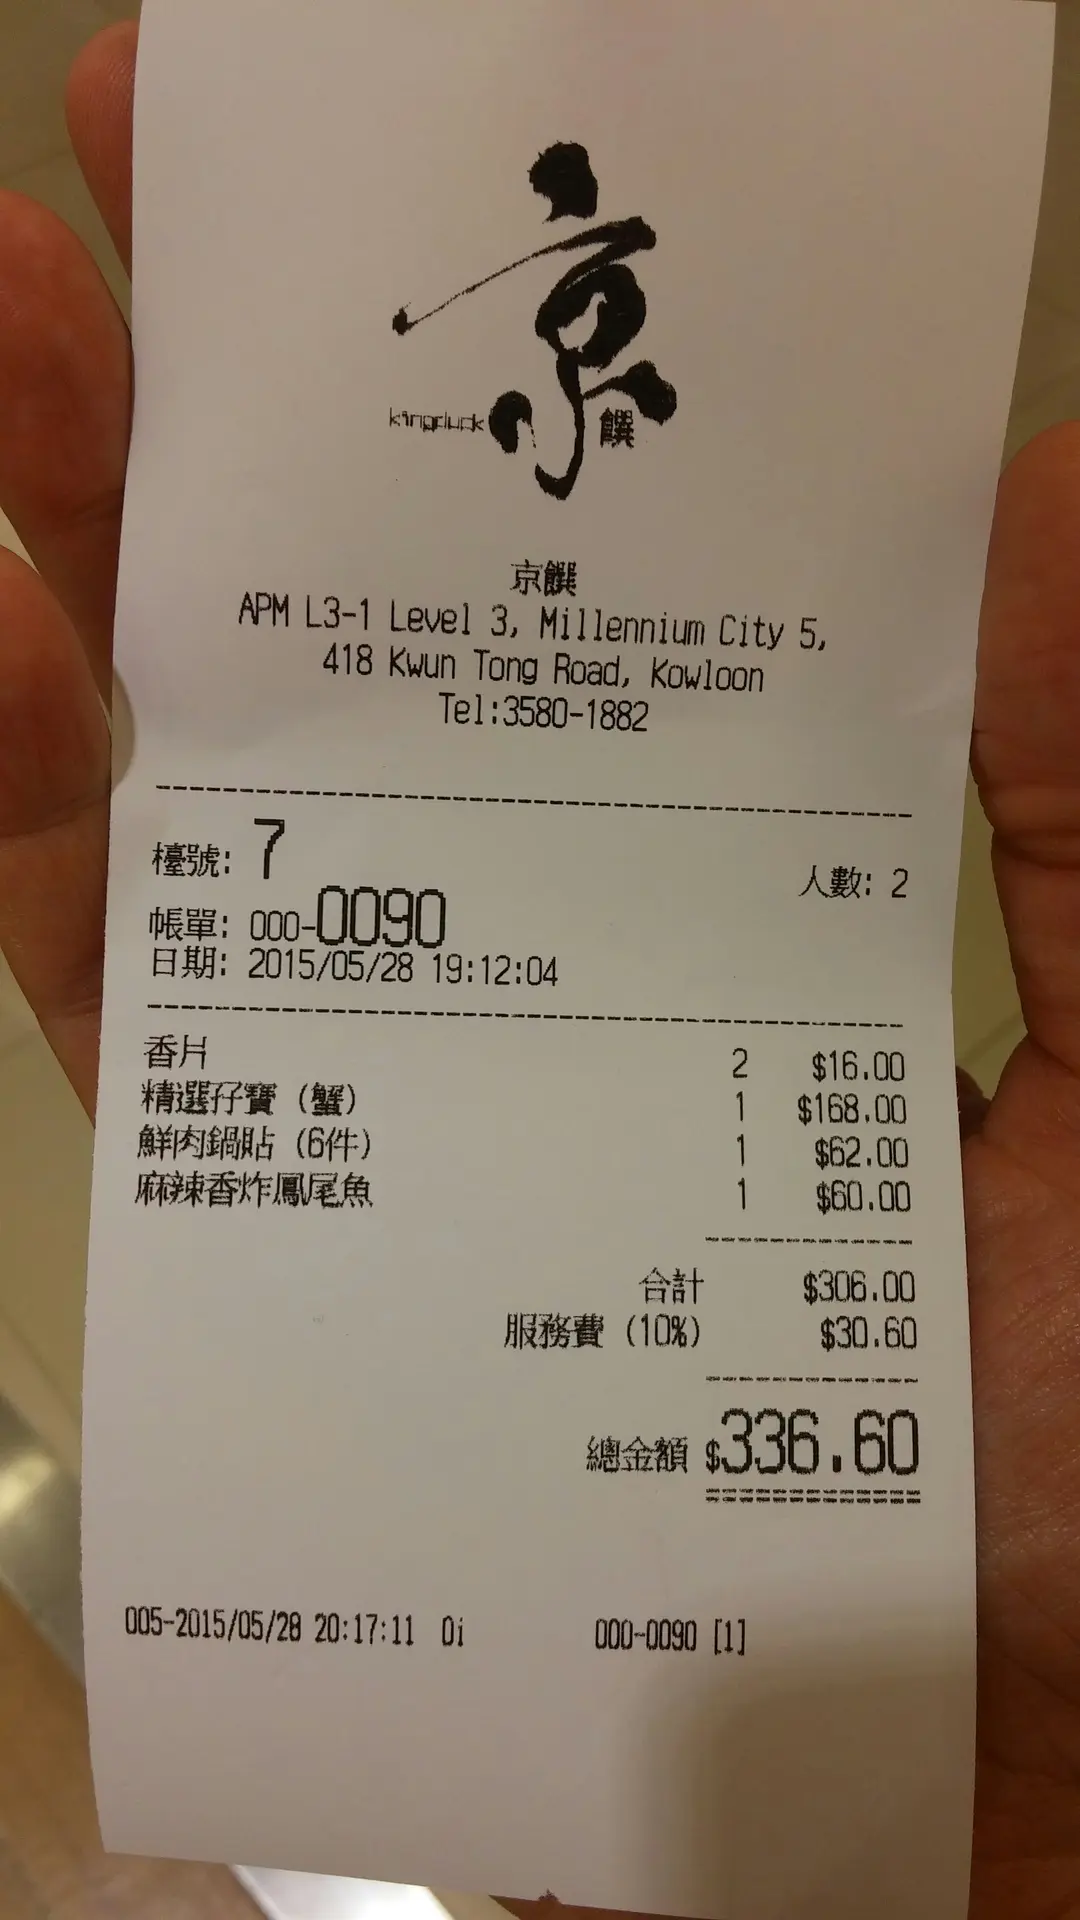 京
kingduck 饌
京饌
APM L3-1 Level 3, Millennium City 5,
418 Kwun Tong Road, Kowloon
Tel:3580-1882
檯號: 7 人數: 2
帳單: 000-0090
日期: 2015/05/28 19:12:04
香片 2 $16.00
精選孖寶 (蟹) 1 $168.00
鮮肉鍋貼 (6件) 1 $62.00
麻辣香炸鳳尾魚 1 $60.00
合計 $306.00
服務費 (10%) $30.60
總金額 $336.60
005-2015/05/28 20:17:11 Oi 000-0090 [1]